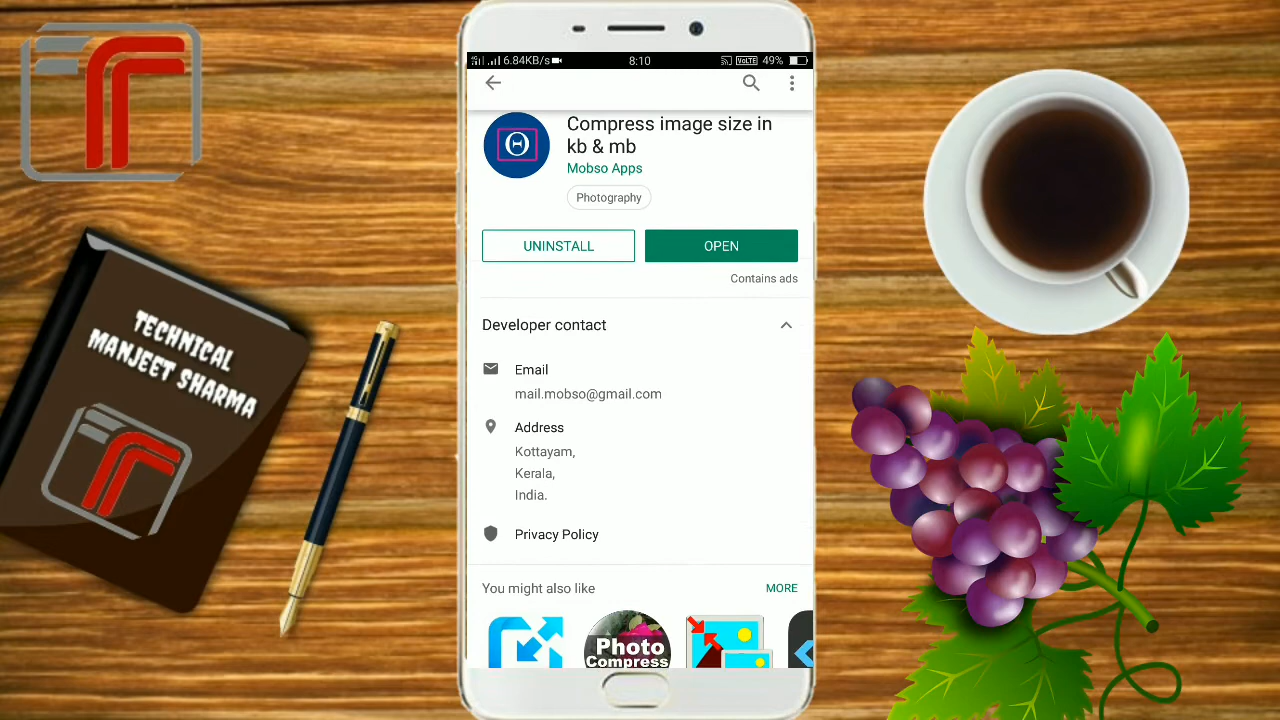 6.84KB/s
8:10
VoLTE
49%
Compress image size in
kb & mb
Mobso Apps
Photography
UNINSTALL
OPEN
Contains ads
Developer contact
Email
mail.mobso@gmail.com
Address
Kottayam,
Kerala,
India.
Privacy Policy
You might also like
MORE
Photo
Compress
TECHNICAL
MANJEET SHARMA